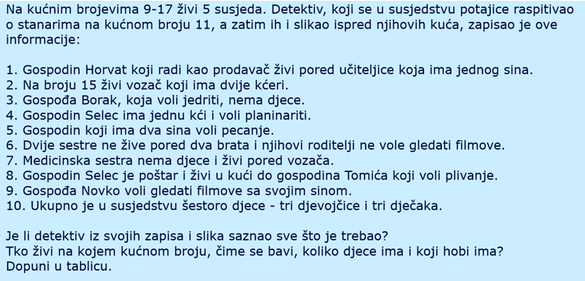 Na kućnim brojevima 9-17 živi 5 susjeda. Detektiv, koji se u susjedstvu potajice raspitivao
o stanarima na kućnom broju 11, a zatim ih i slikao ispred njihovih kuća, zapisao je ove
informacije:
1. Gospodin Horvat koji radi kao prodavač živi pored učiteljice koja ima jednog sina.
2. Na broju 15 živi vozač koji ima dvije kćeri.
3. Gospođa Borak, koja voli jedriti, nema djece.
4. Gospodin Selec ima jednu kći i voli planinariti.
5. Gospodin koji ima dva sina voli pecanje.
6. Dvije sestre ne žive pored dva brata i njihovi roditelji ne vole gledati filmove.
7. Medicinska sestra nema djece i živi pored vozača.
8. Gospodin Selec je poštar i živi u kući do gospodina Tomića koji voli plivanje.
9. Gospođa Novko voli gledati filmove sa svojim sinom.
10. Ukupno je u susjedstvu šestoro djece - tri djevojčice i tri dječaka.
Je li detektiv iz svojih zapisa i slika saznao sve što je trebao?
Tko živi na kojem kućnom broju, čime se bavi, koliko djece ima i koji hobi ima?
Dopuni u tablicu.